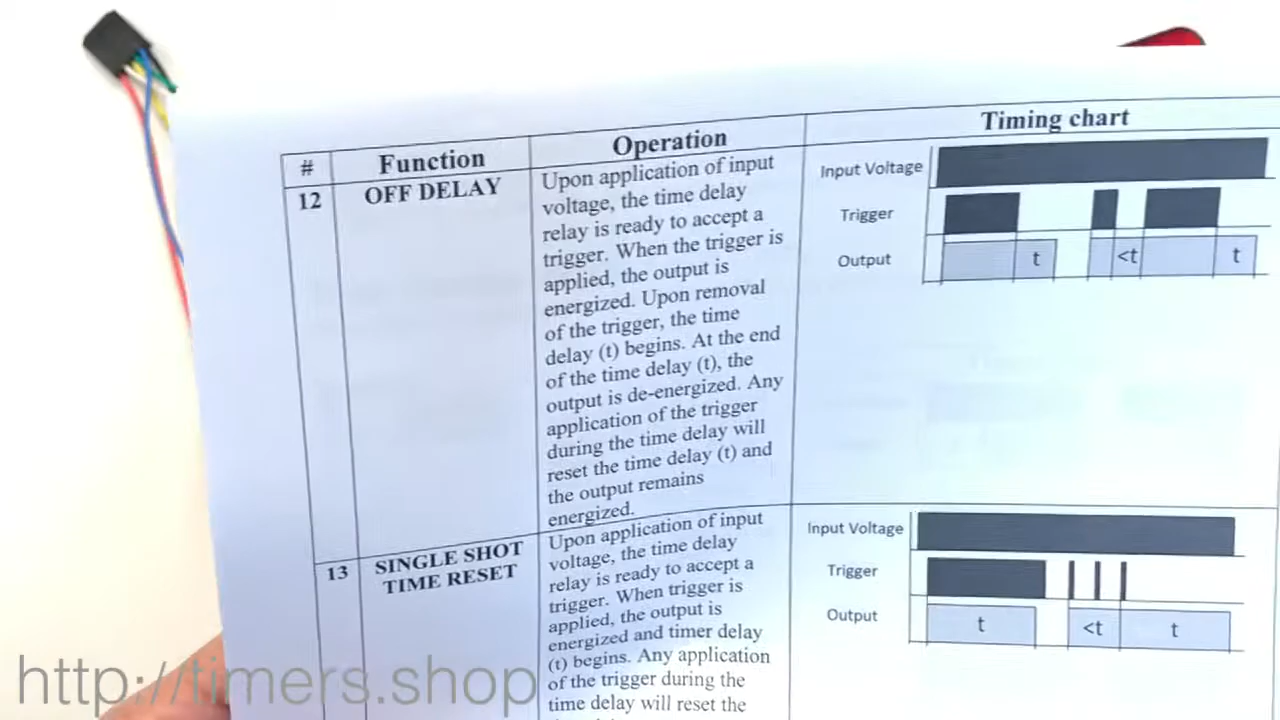 # Function Operation Timing chart
12 OFF DELAY
Upon application of input
voltage, the time delay
relay is ready to accept a
trigger. When the trigger is
applied, the output is
energized. Upon removal
of the trigger, the time
delay (t) begins. At the end
of the time delay (t), the
output is de-energized. Any
application of the trigger
during the time delay will
reset the time delay (t) and
the output remains
energized.
Input Voltage
Trigger
Output
t <t t
13 SINGLE SHOT
TIME RESET
Upon application of input
voltage, the time delay
relay is ready to accept a
trigger. When trigger is
applied, the output is
energized and timer delay
(t) begins. Any application
of the trigger during the
time delay will reset the
Input Voltage
Trigger
Output
t <t t
http://timers.shop